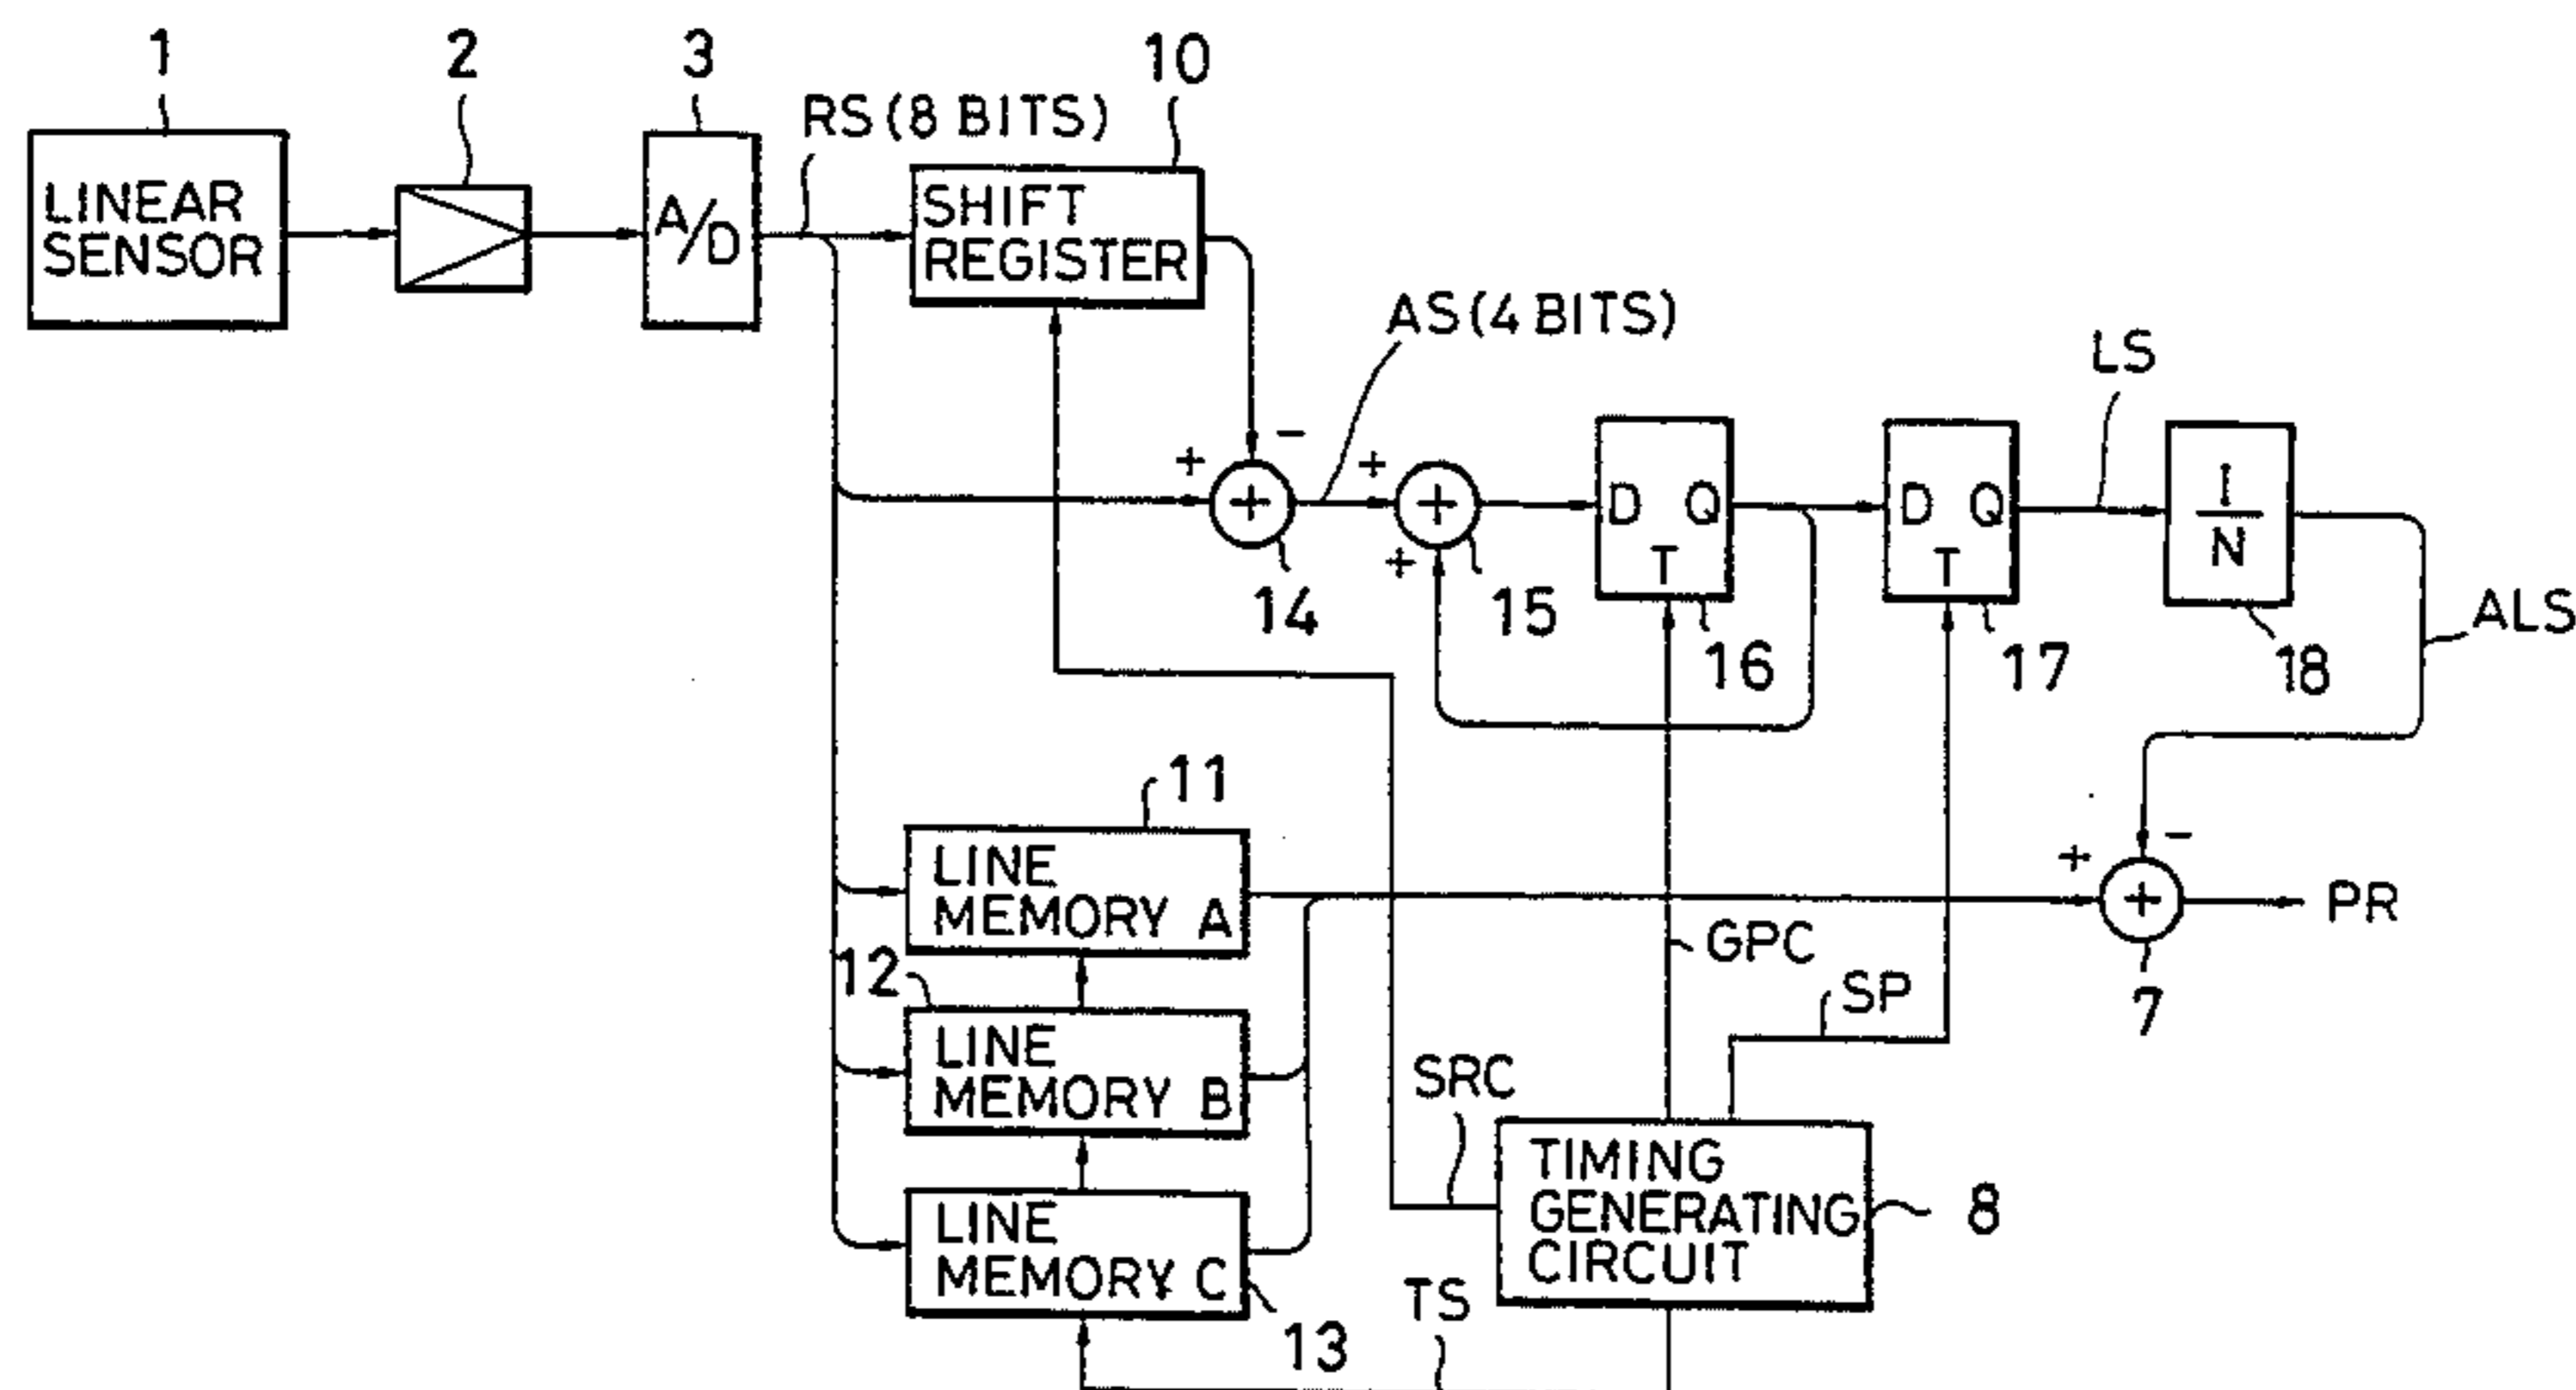 1
2
3
10
RS (8 BITS)
LINEAR
SENSOR
A/D
SHIFT
REGISTER
AS (4 BITS)
LS
−
+
+
+
+
+
D Q
T
D Q
T
1
N
14
15
16
17
18
ALS
11
LINE
MEMORY A
−
+
+
PR
7
12
LINE
MEMORY B
GPC
SP
SRC
LINE
MEMORY C
13
TIMING
GENERATING
CIRCUIT
8
TS